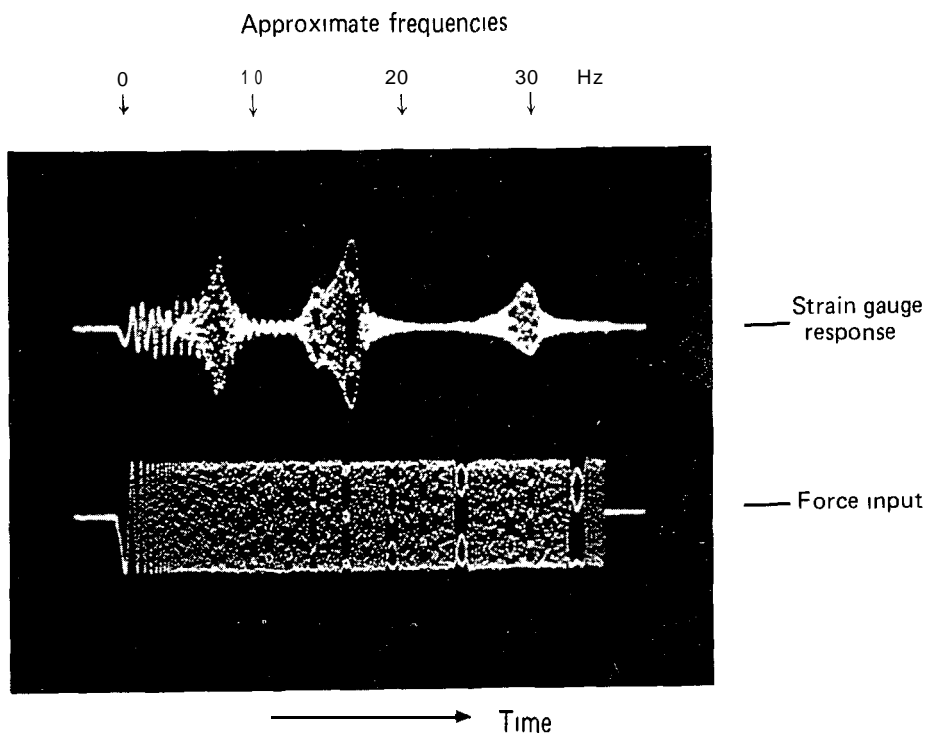 Approximate frequencies
0 10 20 30 Hz
Strain gauge
response
Force input
Time